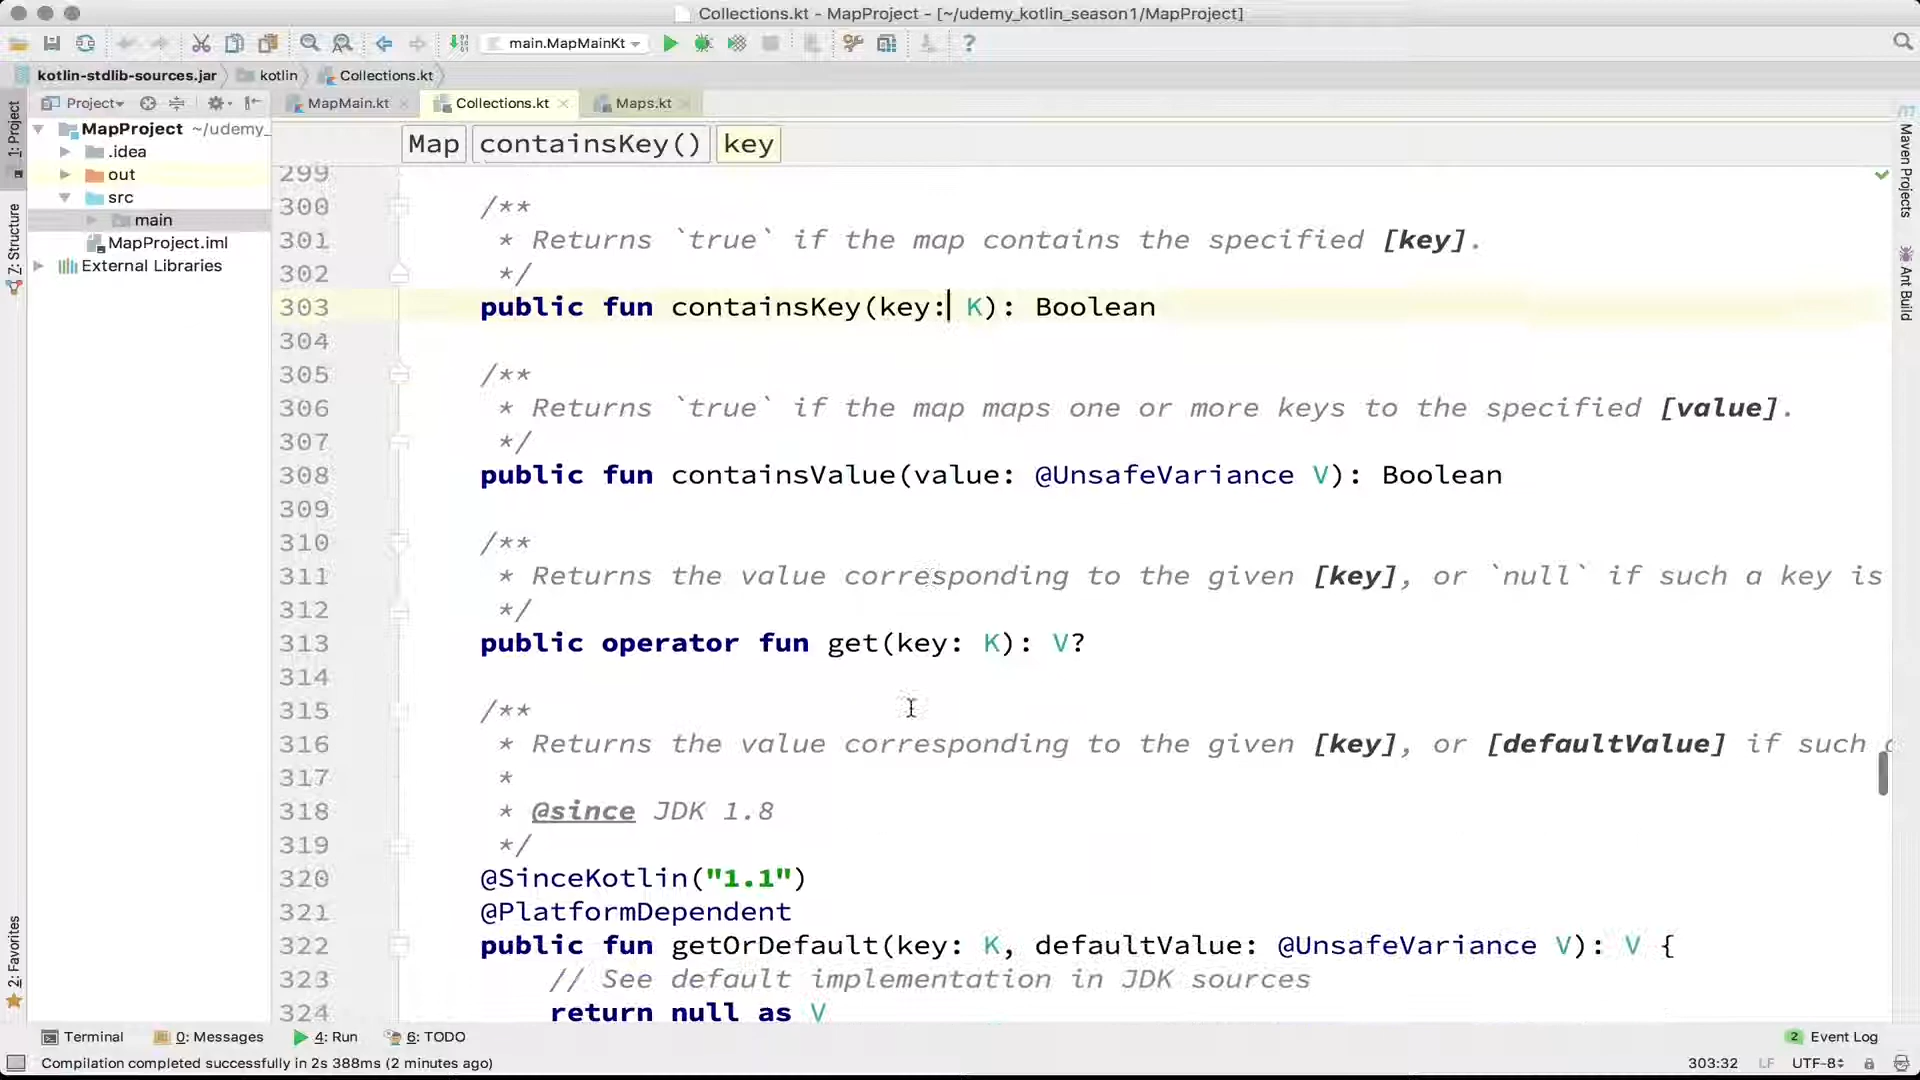 Collections.kt - MapProject - [~/udemy_kotlin_season1/MapProject]
main.MapMainKt
kotlin-stdlib-sources.jar kotlin Collections.kt
1: Project
Z: Structure
2: Favorites
Project
MapMain.kt Collections.kt Maps.kt
MapProject ~/udemy_
.idea
out
src
main
MapProject.iml
External Libraries
Map containsKey() key
299
300 /**
301 * Returns `true` if the map contains the specified [key].
302 */
303 public fun containsKey(key: K): Boolean
304
305 /**
306 * Returns `true` if the map maps one or more keys to the specified [value].
307 */
308 public fun containsValue(value: @UnsafeVariance V): Boolean
309
310 /**
311 * Returns the value corresponding to the given [key], or `null` if such a key is
312 */
313 public operator fun get(key: K): V?
314
315 /**
316 * Returns the value corresponding to the given [key], or [defaultValue] if such
317 *
318 * @since JDK 1.8
319 */
320 @SinceKotlin("1.1")
321 @PlatformDependent
322 public fun getOrDefault(key: K, defaultValue: @UnsafeVariance V): V {
323 // See default implementation in JDK sources
324 return null as V
Maven Projects
Ant Build
Terminal 0: Messages 4: Run 6: TODO 2 Event Log
Compilation completed successfully in 2s 388ms (2 minutes ago) 303:32 LF UTF-8